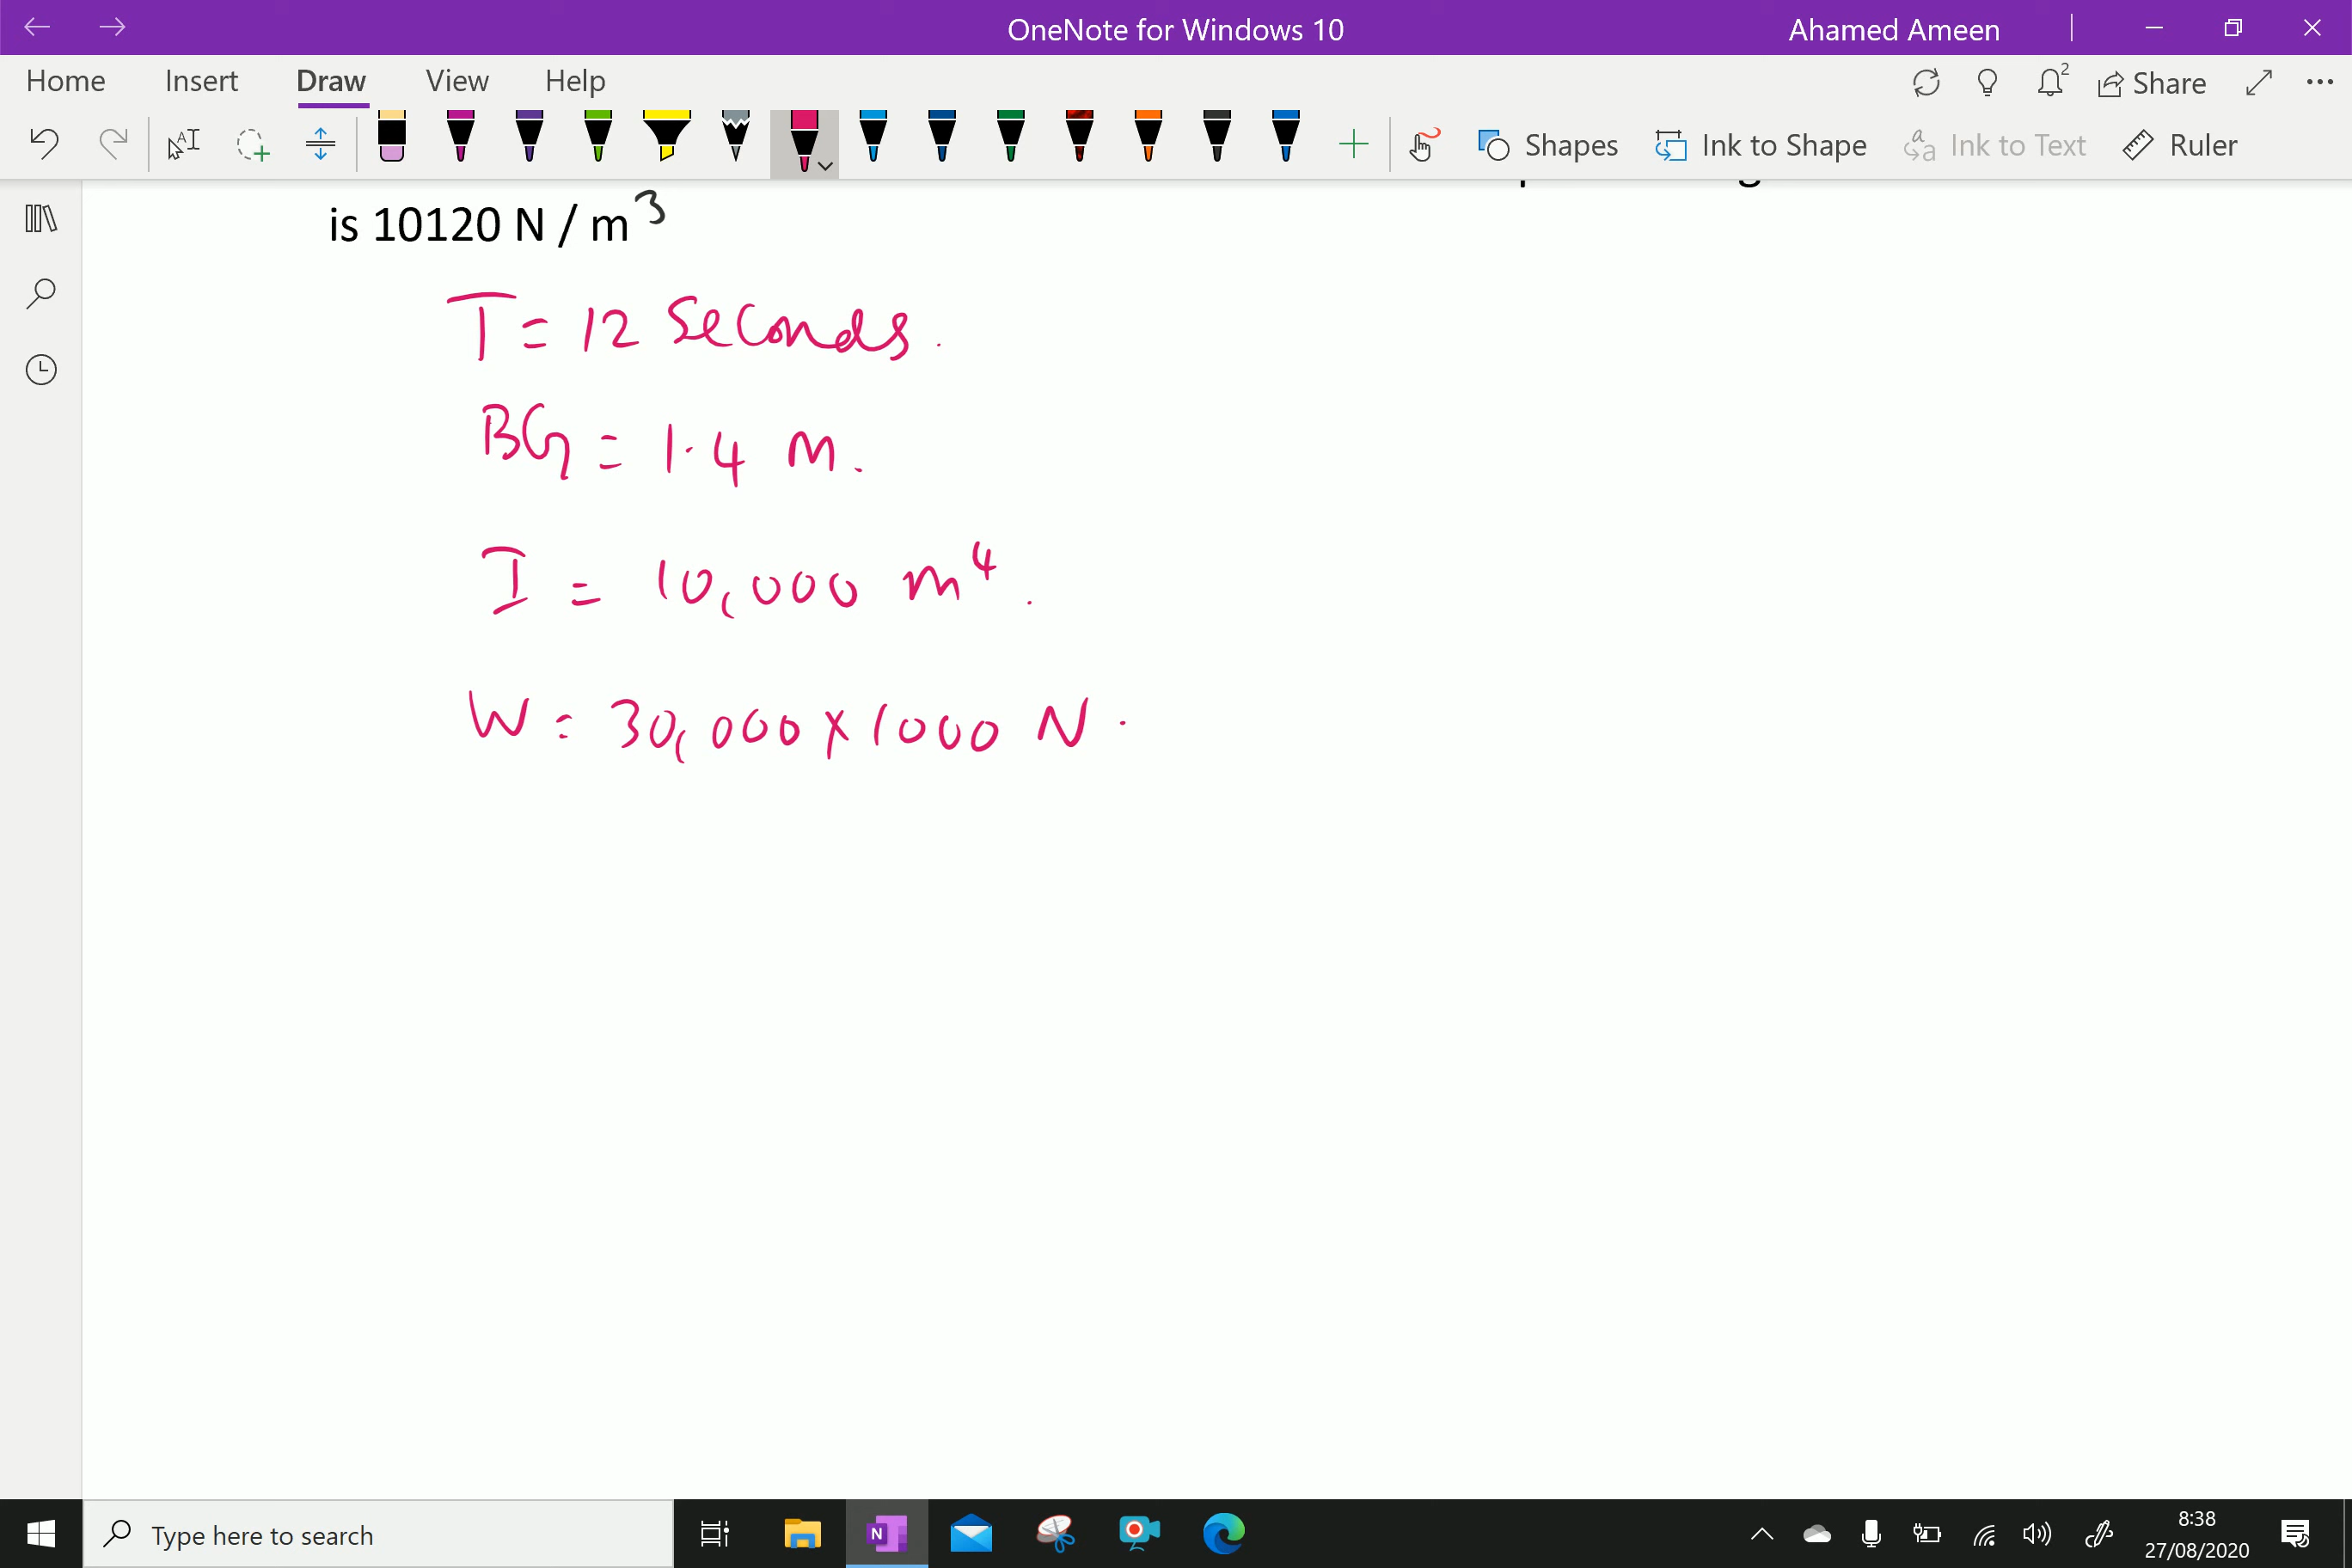 OneNote for Windows 10
Ahamed Ameen
Home Insert Draw View Help
2 Share
Shapes Ink to Shape Ink to Text Ruler
is 10120 N / m³
T = 12 Seconds.
BG = 1.4 m.
I = 10,000 m⁴.
W = 30,000 × 1000 N.
Type here to search
8:38
27/08/2020